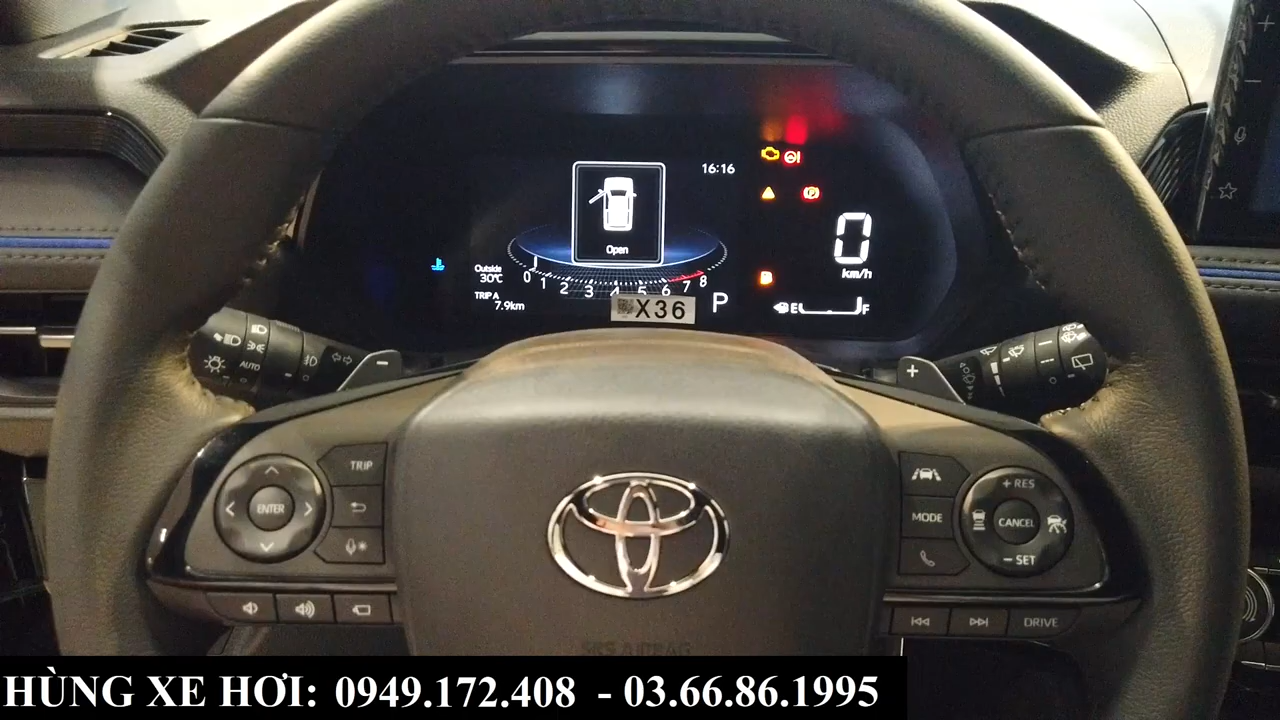 16:16
Open
Outside
30°C
TRIP A
7.9km
0 1 2 3 4 5 6 7 8
X36
P
0
km/h
E F
AUTO
TRIP
ENTER
+ RES
MODE
CANCEL
− SET
DRIVE
SRS AIRBAG
HÙNG XE HƠI: 0949.172.408 - 03.66.86.1995